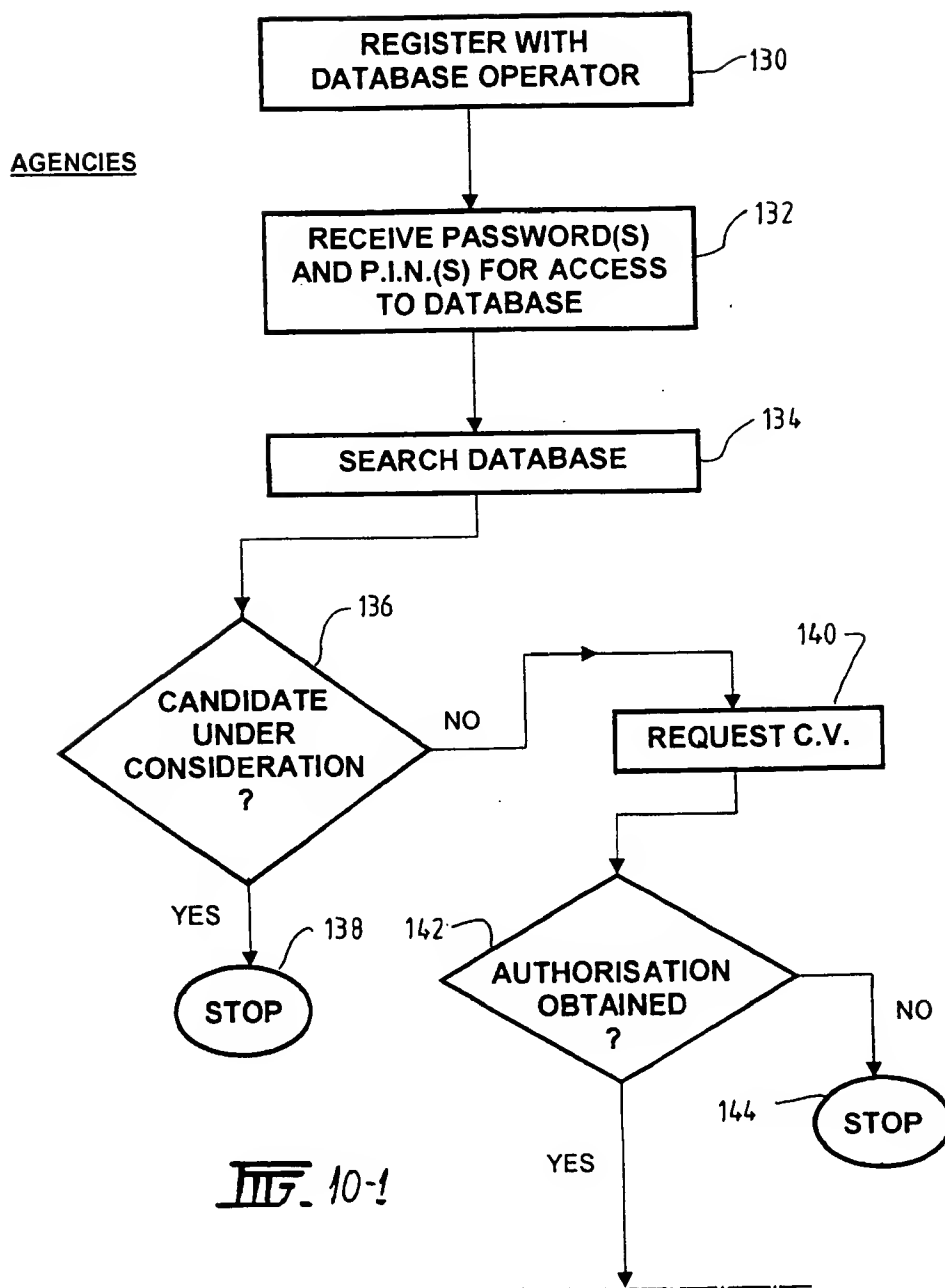 REGISTER WITH
DATABASE OPERATOR
130
AGENCIES
RECEIVE PASSWORD(S)
AND P.I.N.(S) FOR ACCESS
TO DATABASE
132
SEARCH DATABASE
134
136
CANDIDATE
UNDER
CONSIDERATION
?
NO
140
REQUEST C.V.
YES
138
STOP
142
AUTHORISATION
OBTAINED
?
NO
144
STOP
YES
FIG. 10-1